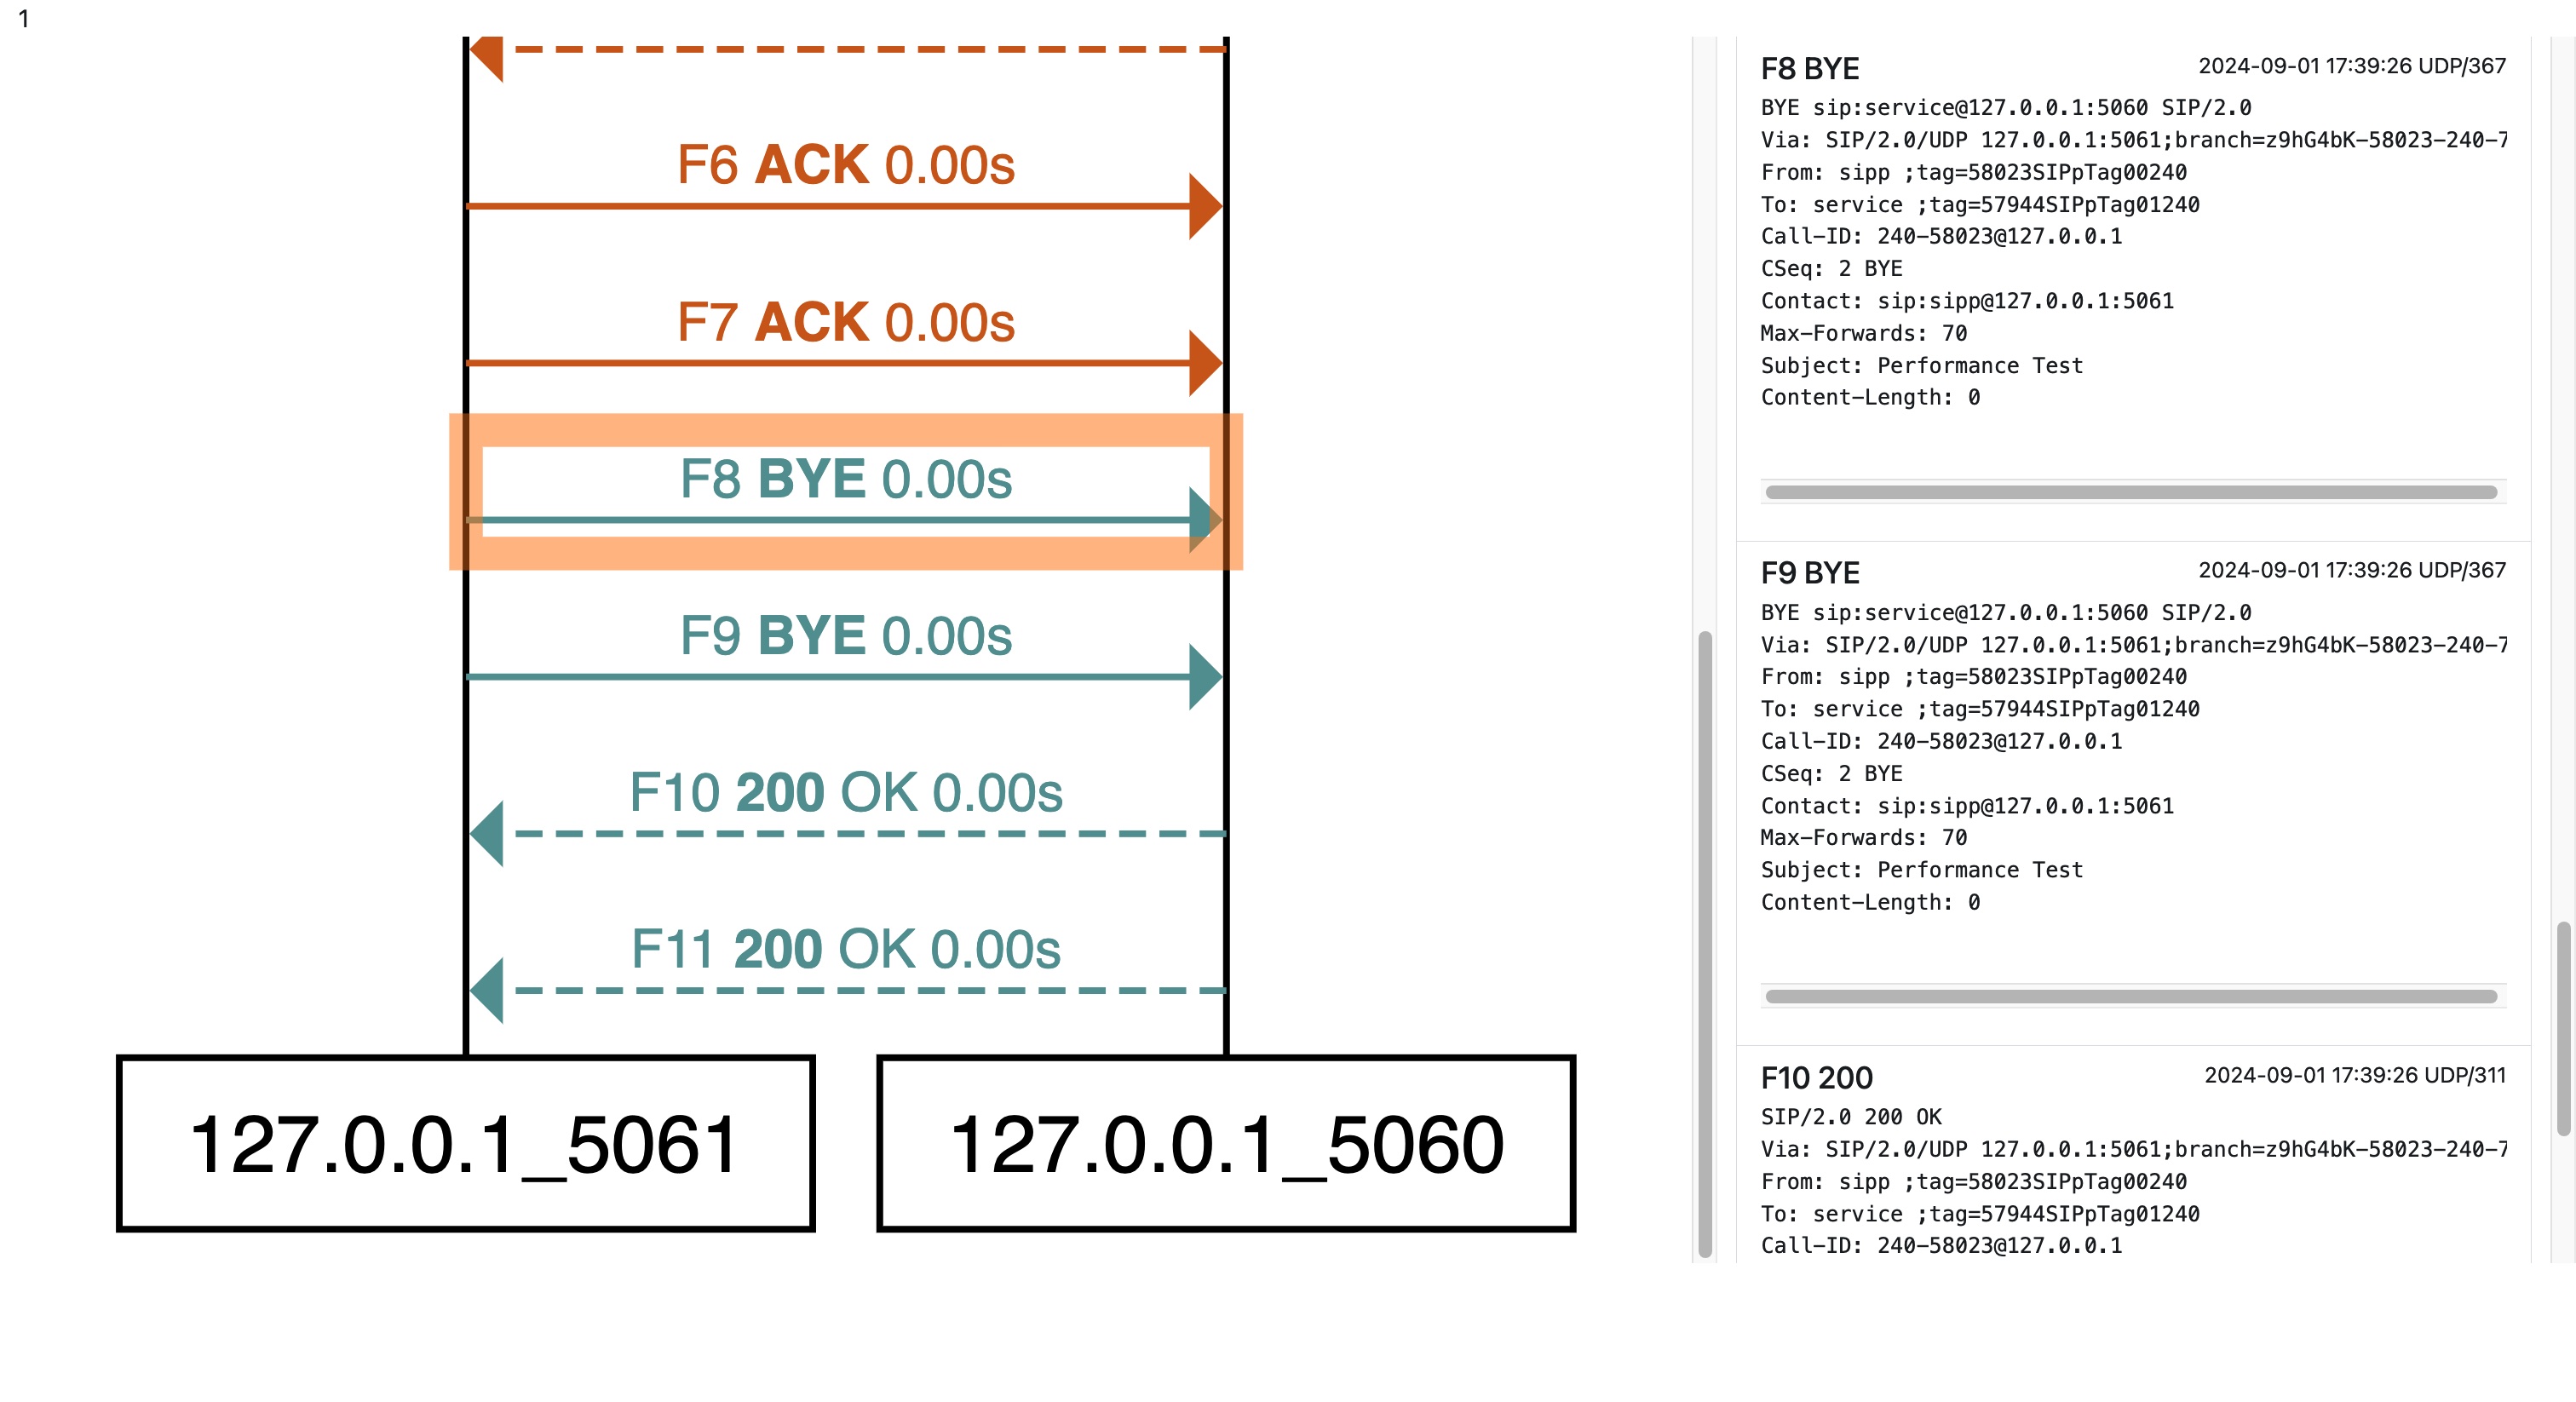 1
F6 ACK 0.00s
F7 ACK 0.00s
F8 BYE 0.00s
F9 BYE 0.00s
F10 200 OK 0.00s
F11 200 OK 0.00s
127.0.0.1_5061
127.0.0.1_5060
F8 BYE 2024-09-01 17:39:26 UDP/367
BYE sip:service@127.0.0.1:5060 SIP/2.0
Via: SIP/2.0/UDP 127.0.0.1:5061;branch=z9hG4bK-58023-240-7
From: sipp ;tag=58023SIPpTag00240
To: service ;tag=57944SIPpTag01240
Call-ID: 240-58023@127.0.0.1
CSeq: 2 BYE
Contact: sip:sipp@127.0.0.1:5061
Max-Forwards: 70
Subject: Performance Test
Content-Length: 0
F9 BYE 2024-09-01 17:39:26 UDP/367
BYE sip:service@127.0.0.1:5060 SIP/2.0
Via: SIP/2.0/UDP 127.0.0.1:5061;branch=z9hG4bK-58023-240-7
From: sipp ;tag=58023SIPpTag00240
To: service ;tag=57944SIPpTag01240
Call-ID: 240-58023@127.0.0.1
CSeq: 2 BYE
Contact: sip:sipp@127.0.0.1:5061
Max-Forwards: 70
Subject: Performance Test
Content-Length: 0
F10 200 2024-09-01 17:39:26 UDP/311
SIP/2.0 200 OK
Via: SIP/2.0/UDP 127.0.0.1:5061;branch=z9hG4bK-58023-240-7
From: sipp ;tag=58023SIPpTag00240
To: service ;tag=57944SIPpTag01240
Call-ID: 240-58023@127.0.0.1